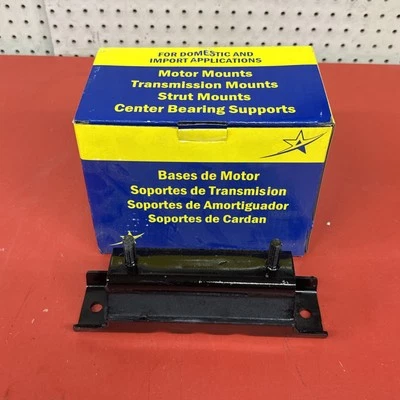 FOR DOMESTIC AND
IMPORT APPLICATIONS
Motor Mounts
Transmission Mounts
Strut Mounts
Center Bearing Supports
Bases de Motor
Soportes de Transmision
Soportes de Amortiguador
Soportes de Cardan